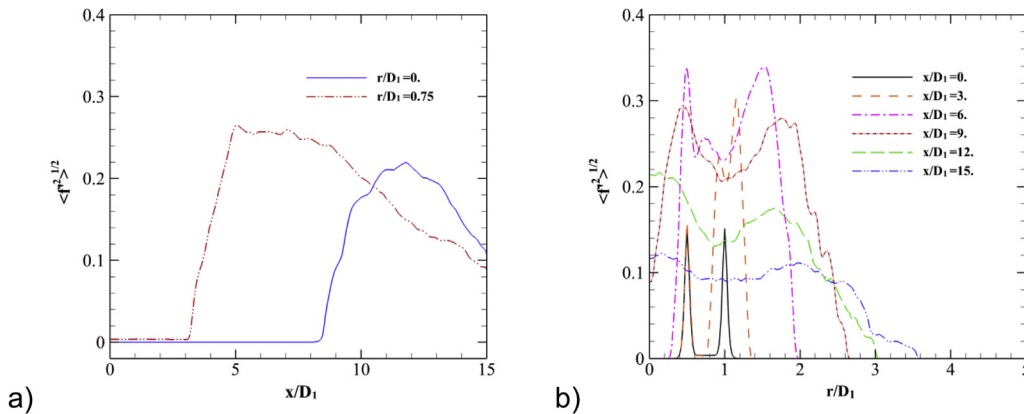 0.4
0.3
0.2
0.1
0
<f'²>¹/²
0 5 10 15
x/D₁
r/D₁=0.
r/D₁=0.75
a)
0.4
0.3
0.2
0.1
0
<f'²>¹/²
0 1 2 3 4 5
r/D₁
x/D₁=0.
x/D₁=3.
x/D₁=6.
x/D₁=9.
x/D₁=12.
x/D₁=15.
b)